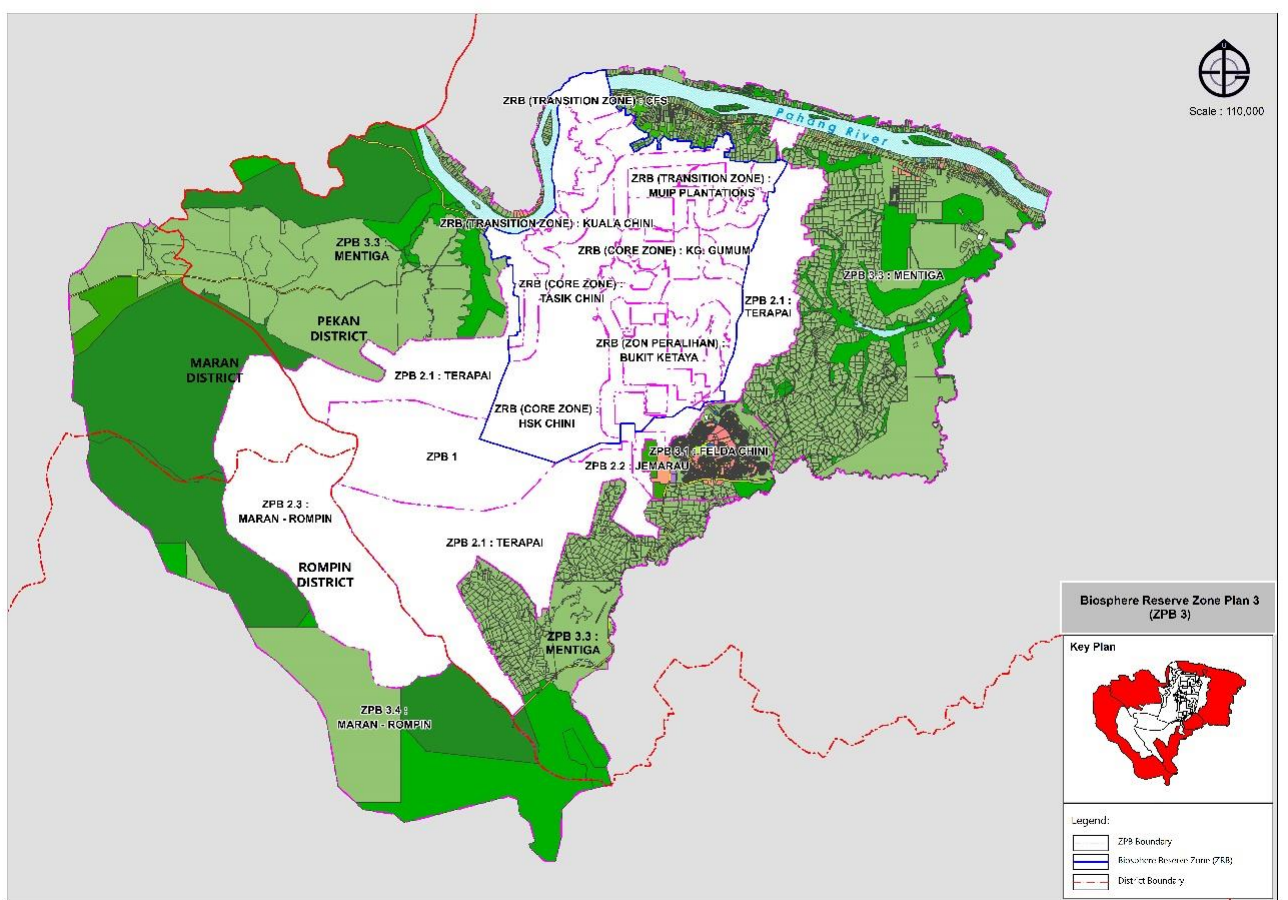 Scale : 110,000
ZRB (TRANSITION ZONE) : CFS
Pahang River
ZRB (TRANSITION ZONE) :
MUIP PLANTATIONS
ZRB (TRANSITION ZONE) : KUALA CHINI
ZPB 3.3 :
MENTIGA
ZRB (CORE ZONE) : KG. GUMUM
ZRB (CORE ZONE) :
TASIK CHINI
ZPB 3.3 : MENTIGA
ZPB 2.1 :
TERAPAI
PEKAN
DISTRICT
ZRB (ZON PERALIHAN) :
BUKIT KETAYA
MARAN
DISTRICT
ZPB 2.1 : TERAPAI
ZRB (CORE ZONE) :
HSK CHINI
ZPB 1
ZPB 3.1 : FELDA CHINI
ZPB 2.2 : JEMARAU
ZPB 2.3 :
MARAN - ROMPIN
ZPB 2.1 : TERAPAI
ROMPIN
DISTRICT
ZPB 3.3 :
MENTIGA
ZPB 3.4 :
MARAN - ROMPIN
Biosphere Reserve Zone Plan 3
(ZPB 3)
Key Plan
Legend:
ZPB Boundary
Biosphere Reserve Zone (ZRB)
District Boundary